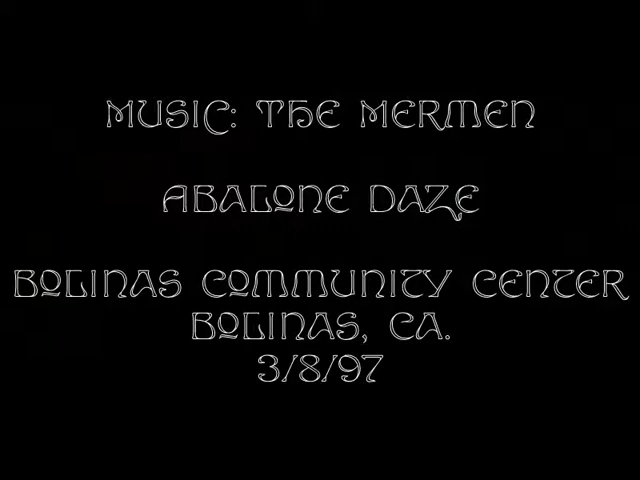 MUSIC: THE MERMEN
ABALONE DAZE
BOLINAS COMMUNITY CENTER
BOLINAS, CA.
3/8/97